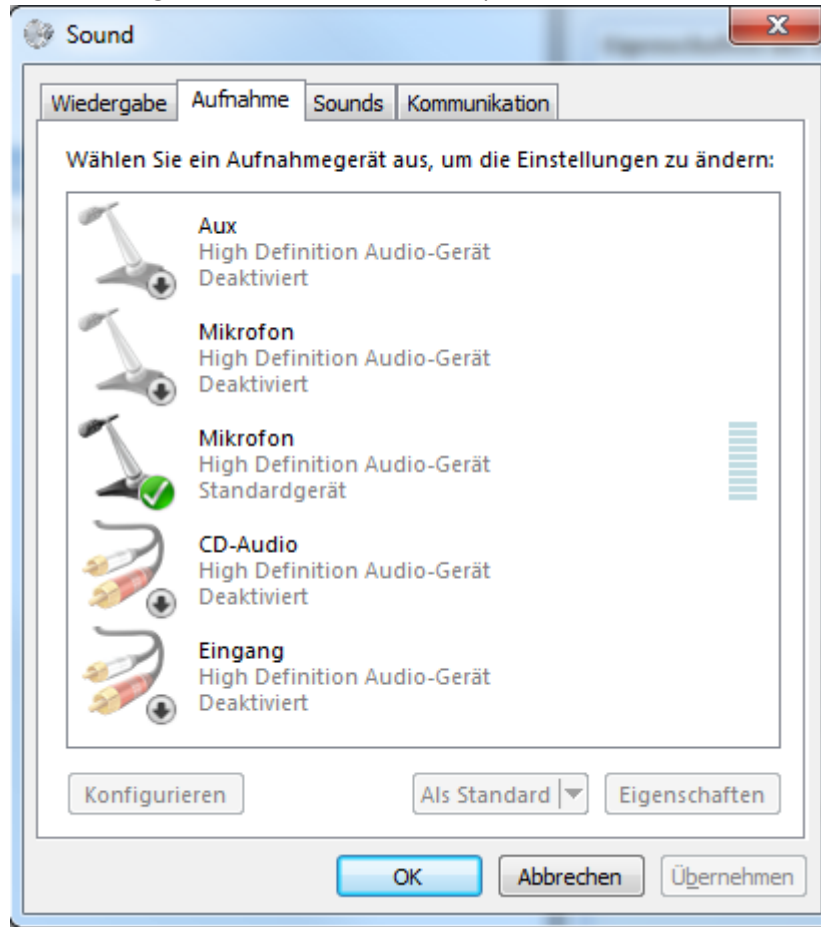 Sound
Wiedergabe Aufnahme Sounds Kommunikation
Wählen Sie ein Aufnahmegerät aus, um die Einstellungen zu ändern:
Aux
High Definition Audio-Gerät
Deaktiviert
Mikrofon
High Definition Audio-Gerät
Deaktiviert
Mikrofon
High Definition Audio-Gerät
Standardgerät
CD-Audio
High Definition Audio-Gerät
Deaktiviert
Eingang
High Definition Audio-Gerät
Deaktiviert
Konfigurieren Als Standard Eigenschaften
OK Abbrechen Übernehmen